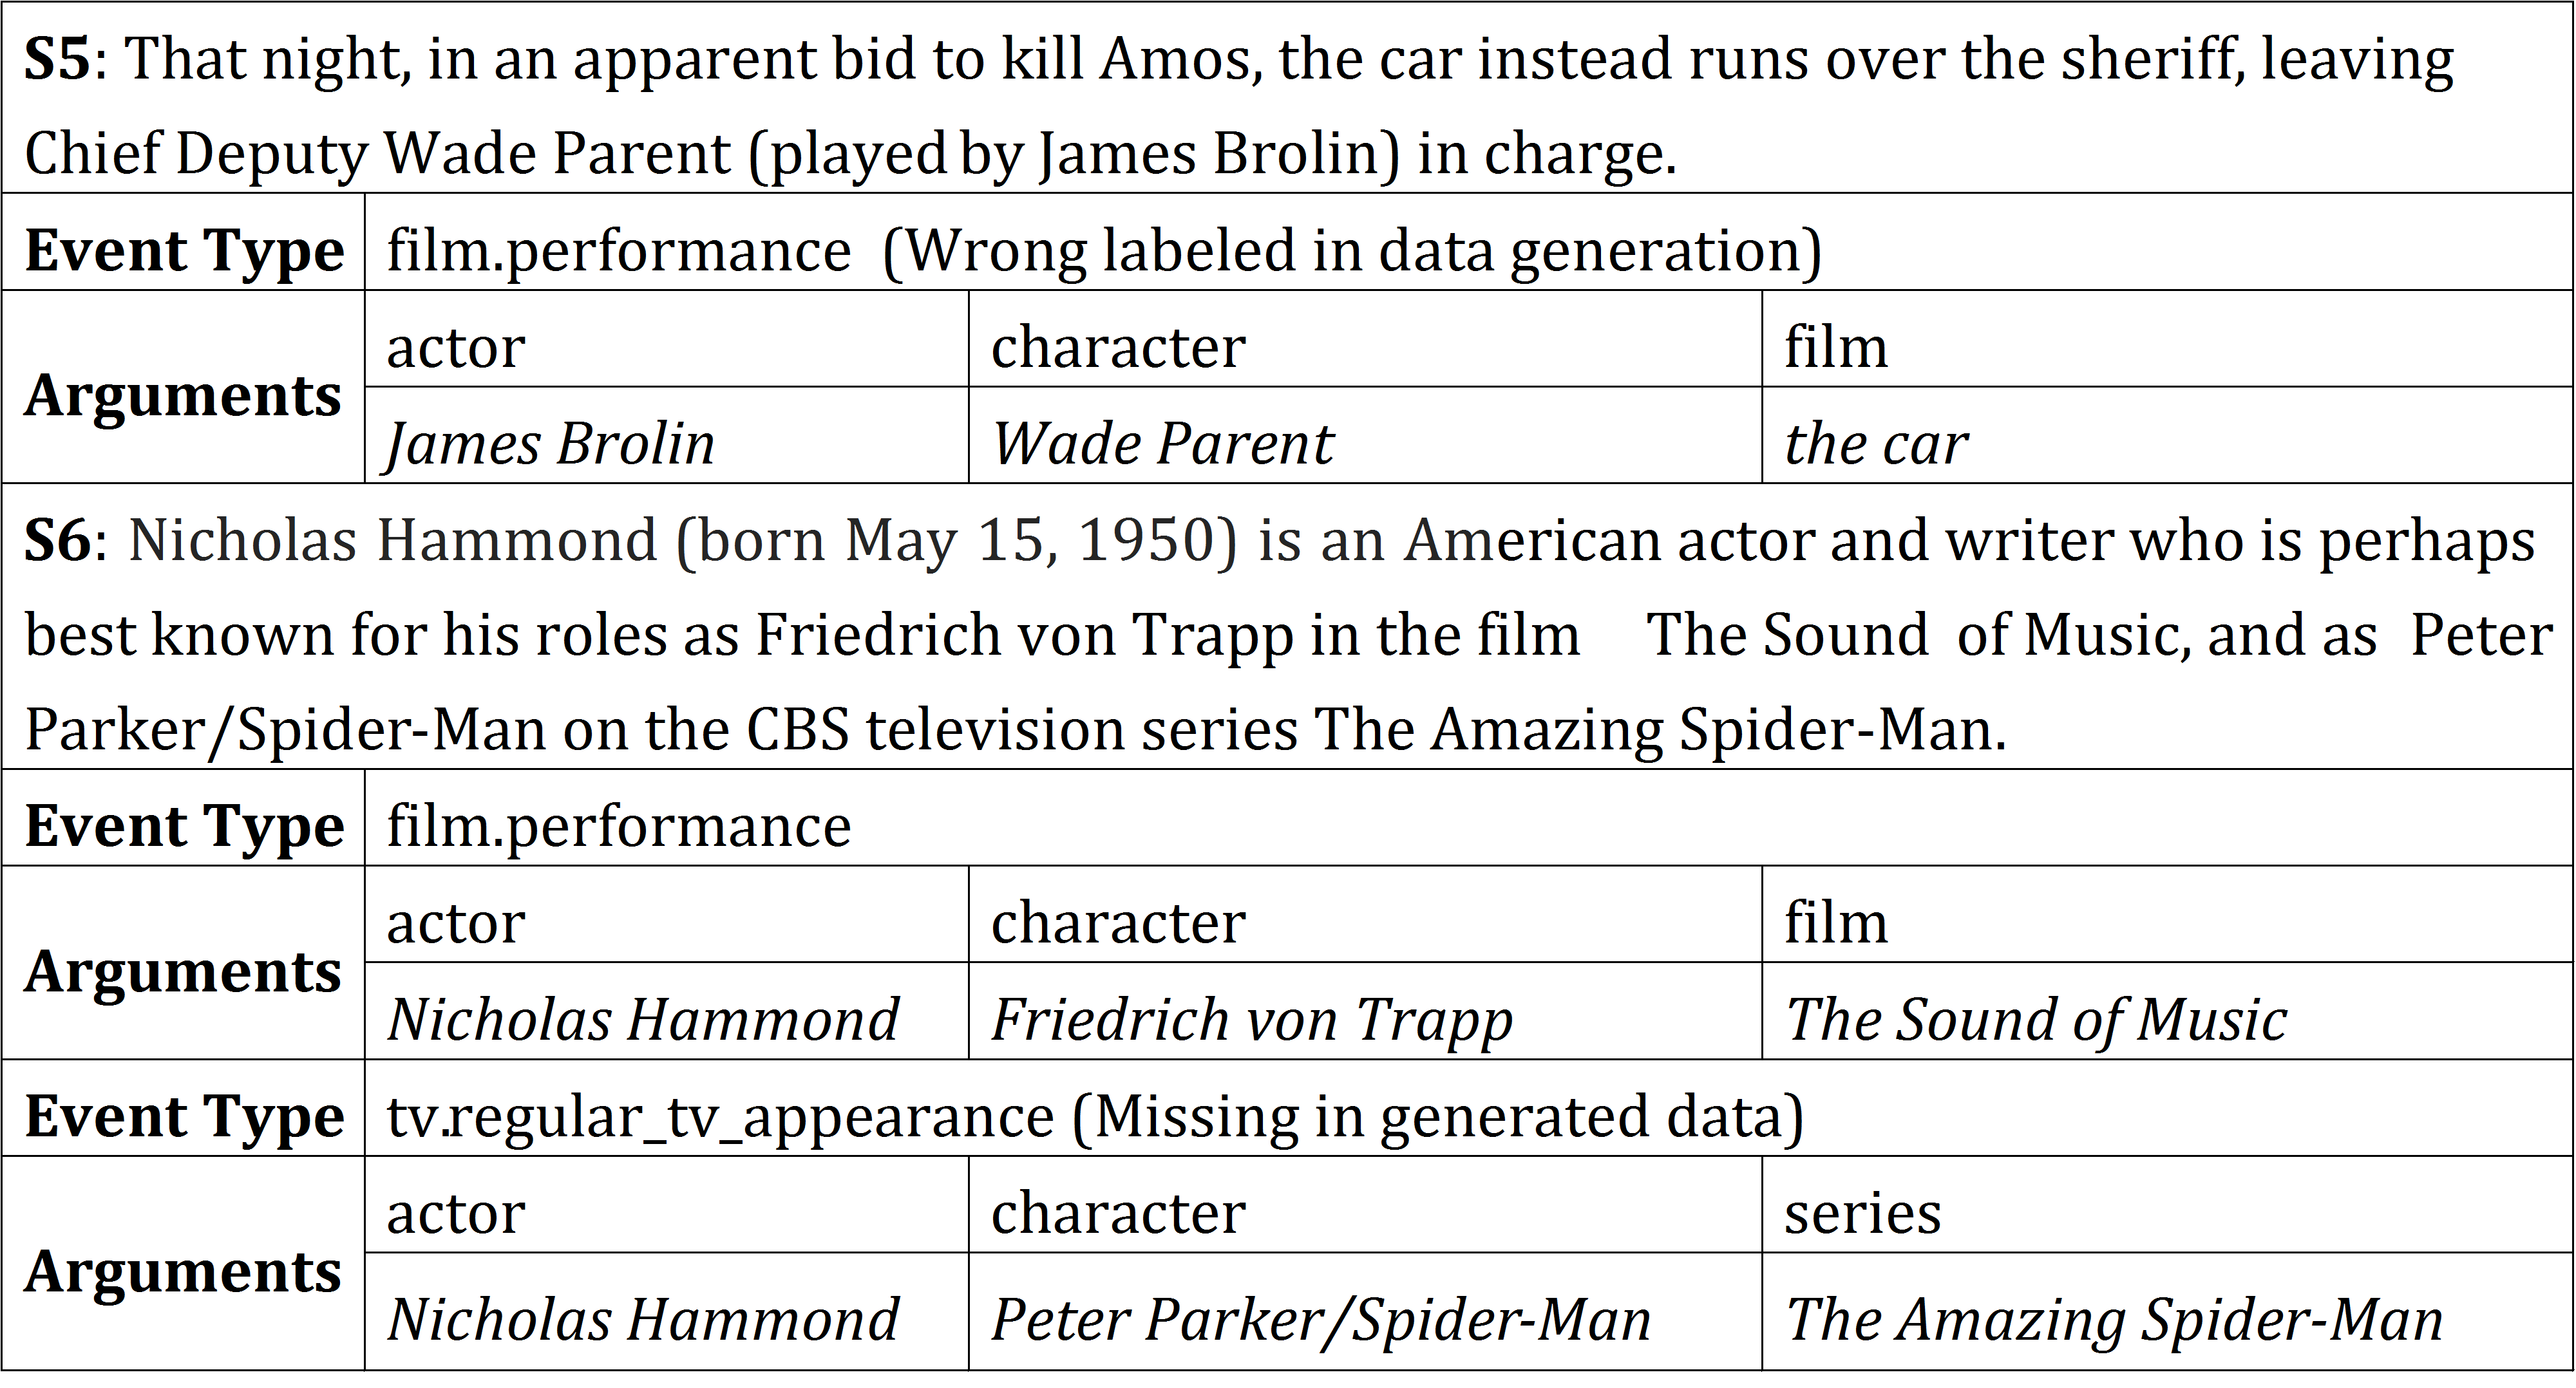 S5: That night, in an apparent bid to kill Amos, the car instead runs over the sheriff, leaving
Chief Deputy Wade Parent (played by James Brolin) in charge.
Event Type film.performance (Wrong labeled in data generation)
Arguments
actor character film
James Brolin Wade Parent the car
S6: Nicholas Hammond (born May 15, 1950) is an American actor and writer who is perhaps
best known for his roles as Friedrich von Trapp in the film The Sound of Music, and as Peter
Parker/Spider-Man on the CBS television series The Amazing Spider-Man.
Event Type film.performance
Arguments
actor character film
Nicholas Hammond Friedrich von Trapp The Sound of Music
Event Type tv.regular_tv_appearance (Missing in generated data)
Arguments
actor character series
Nicholas Hammond Peter Parker/Spider-Man The Amazing Spider-Man